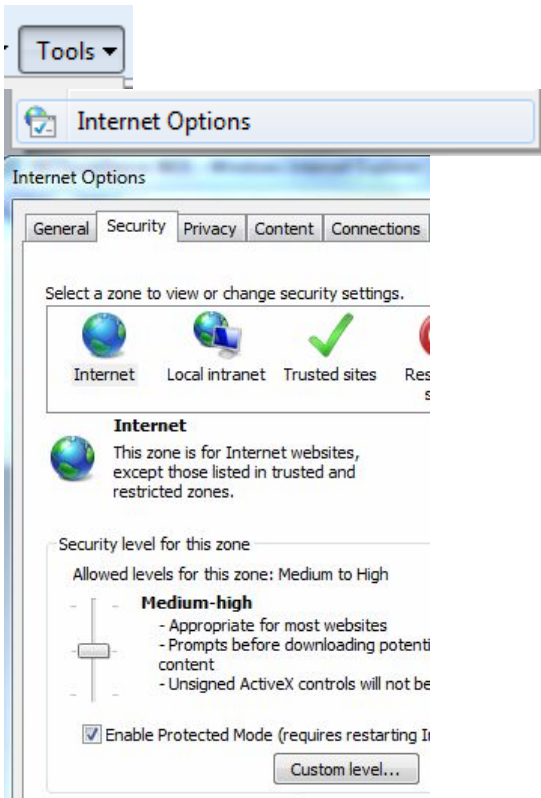 Tools
Internet Options
Internet Options
General Security Privacy Content Connections
Select a zone to view or change security settings.
Internet Local intranet Trusted sites Res
s
Internet
This zone is for Internet websites,
except those listed in trusted and
restricted zones.
Security level for this zone
Allowed levels for this zone: Medium to High
Medium-high
- Appropriate for most websites
- Prompts before downloading potenti
content
- Unsigned ActiveX controls will not be
Enable Protected Mode (requires restarting In
Custom level...